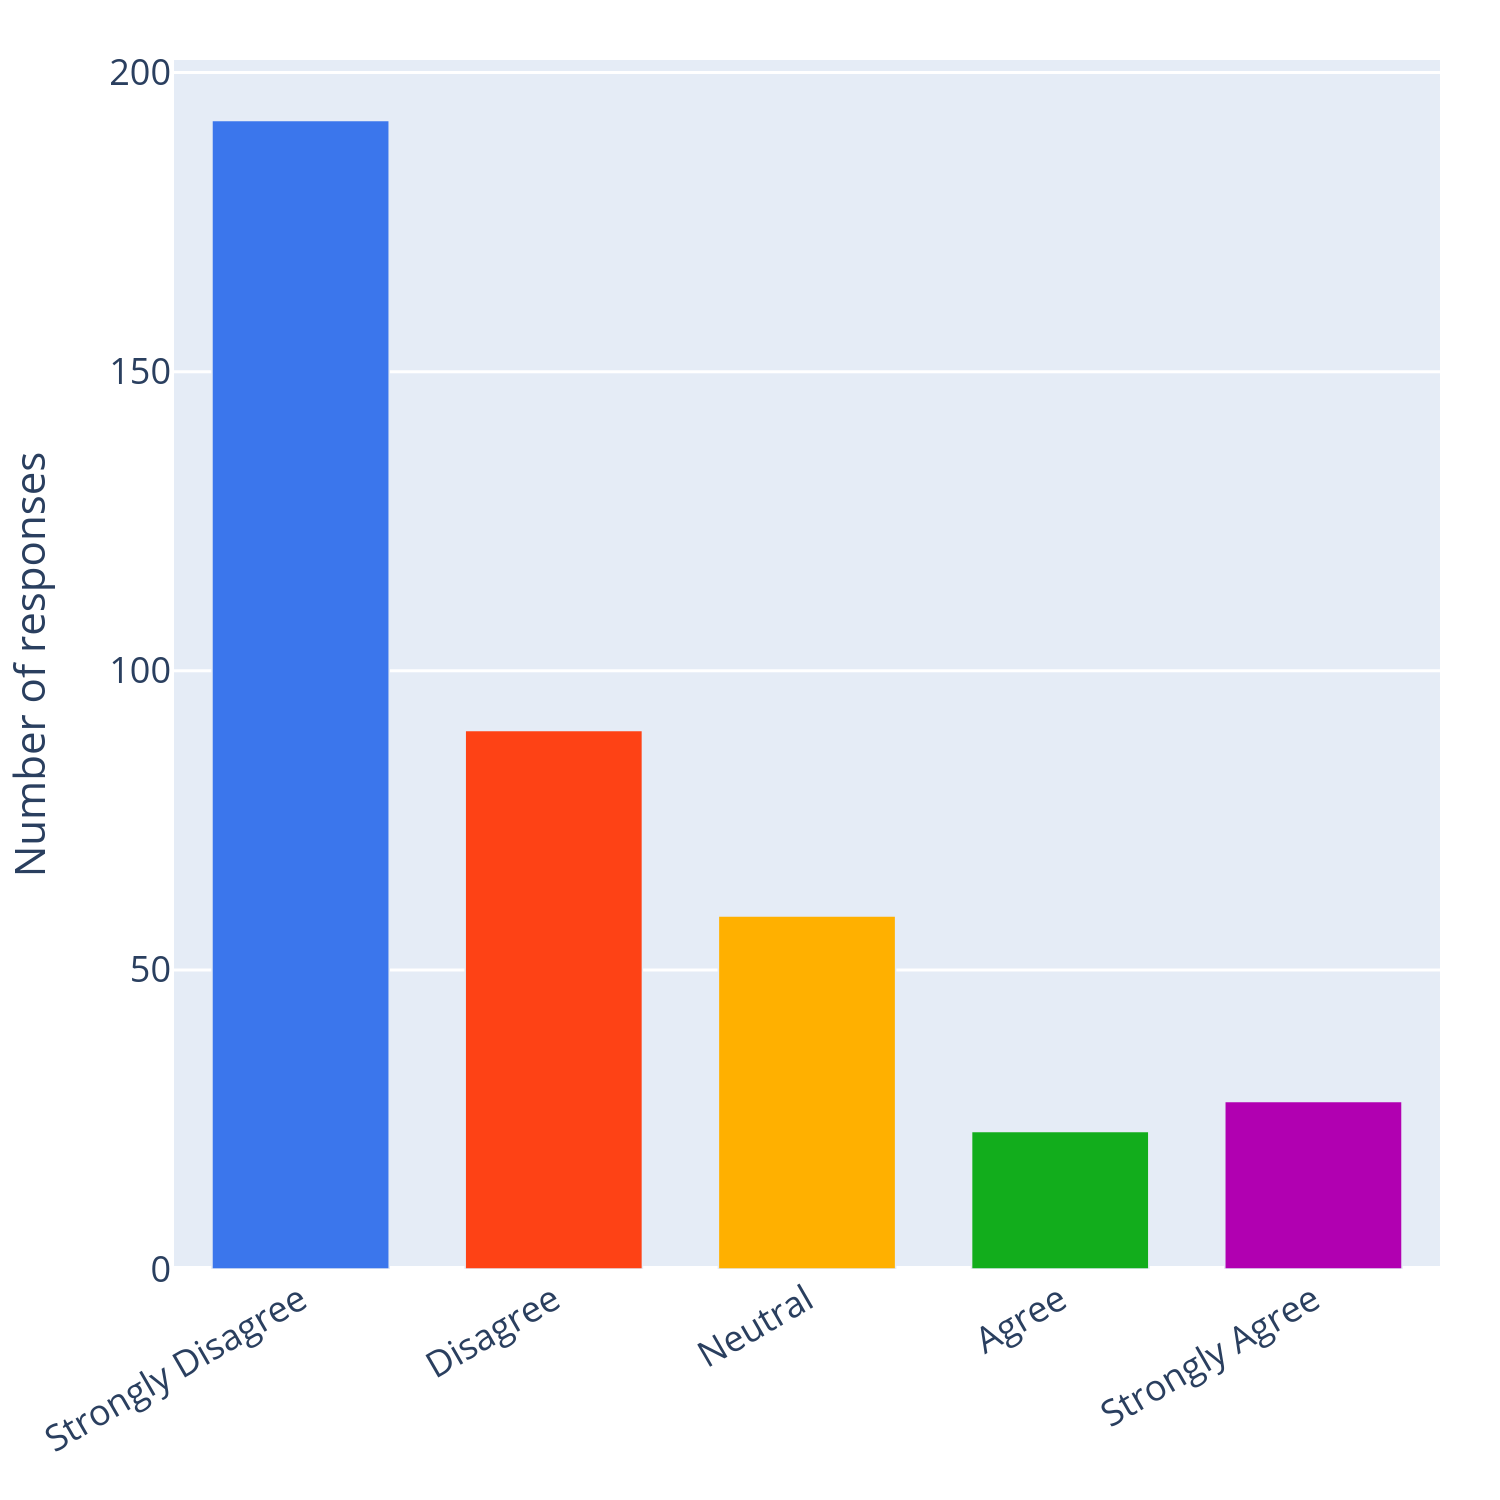 Number of responses
200
150
100
50
0
Strongly Disagree
Disagree
Neutral
Agree
Strongly Agree